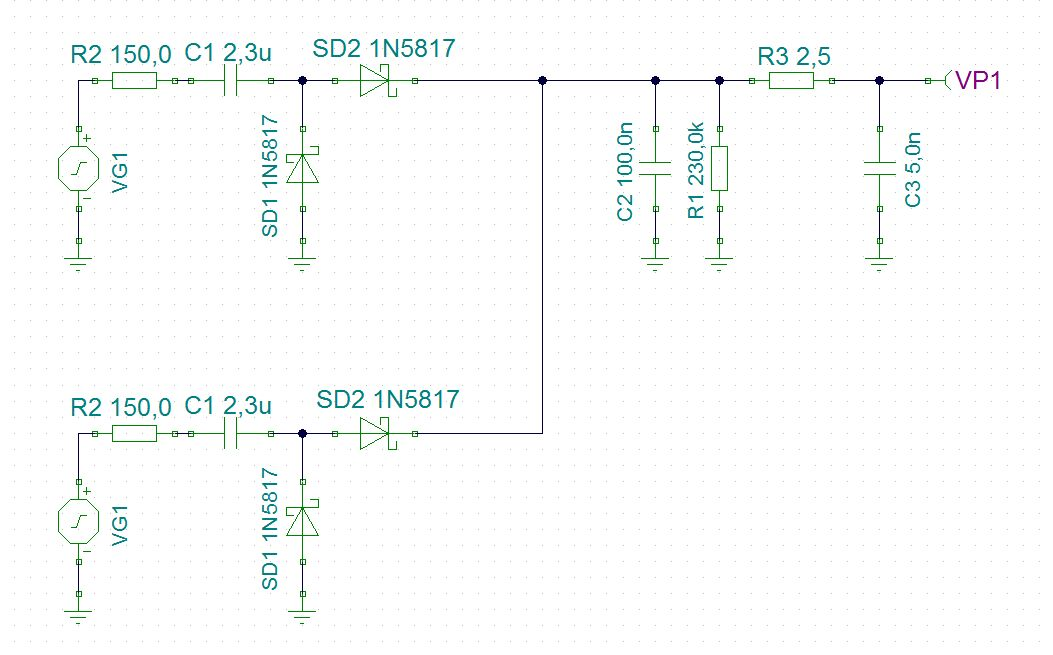 R2 150,0 C1 2,3u SD2 1N5817 R3 2,5
VP1
+
VG1
-
SD1 1N5817
C2 100,0n
R1 230,0k
C3 5,0n
R2 150,0 C1 2,3u SD2 1N5817
+
VG1
-
SD1 1N5817